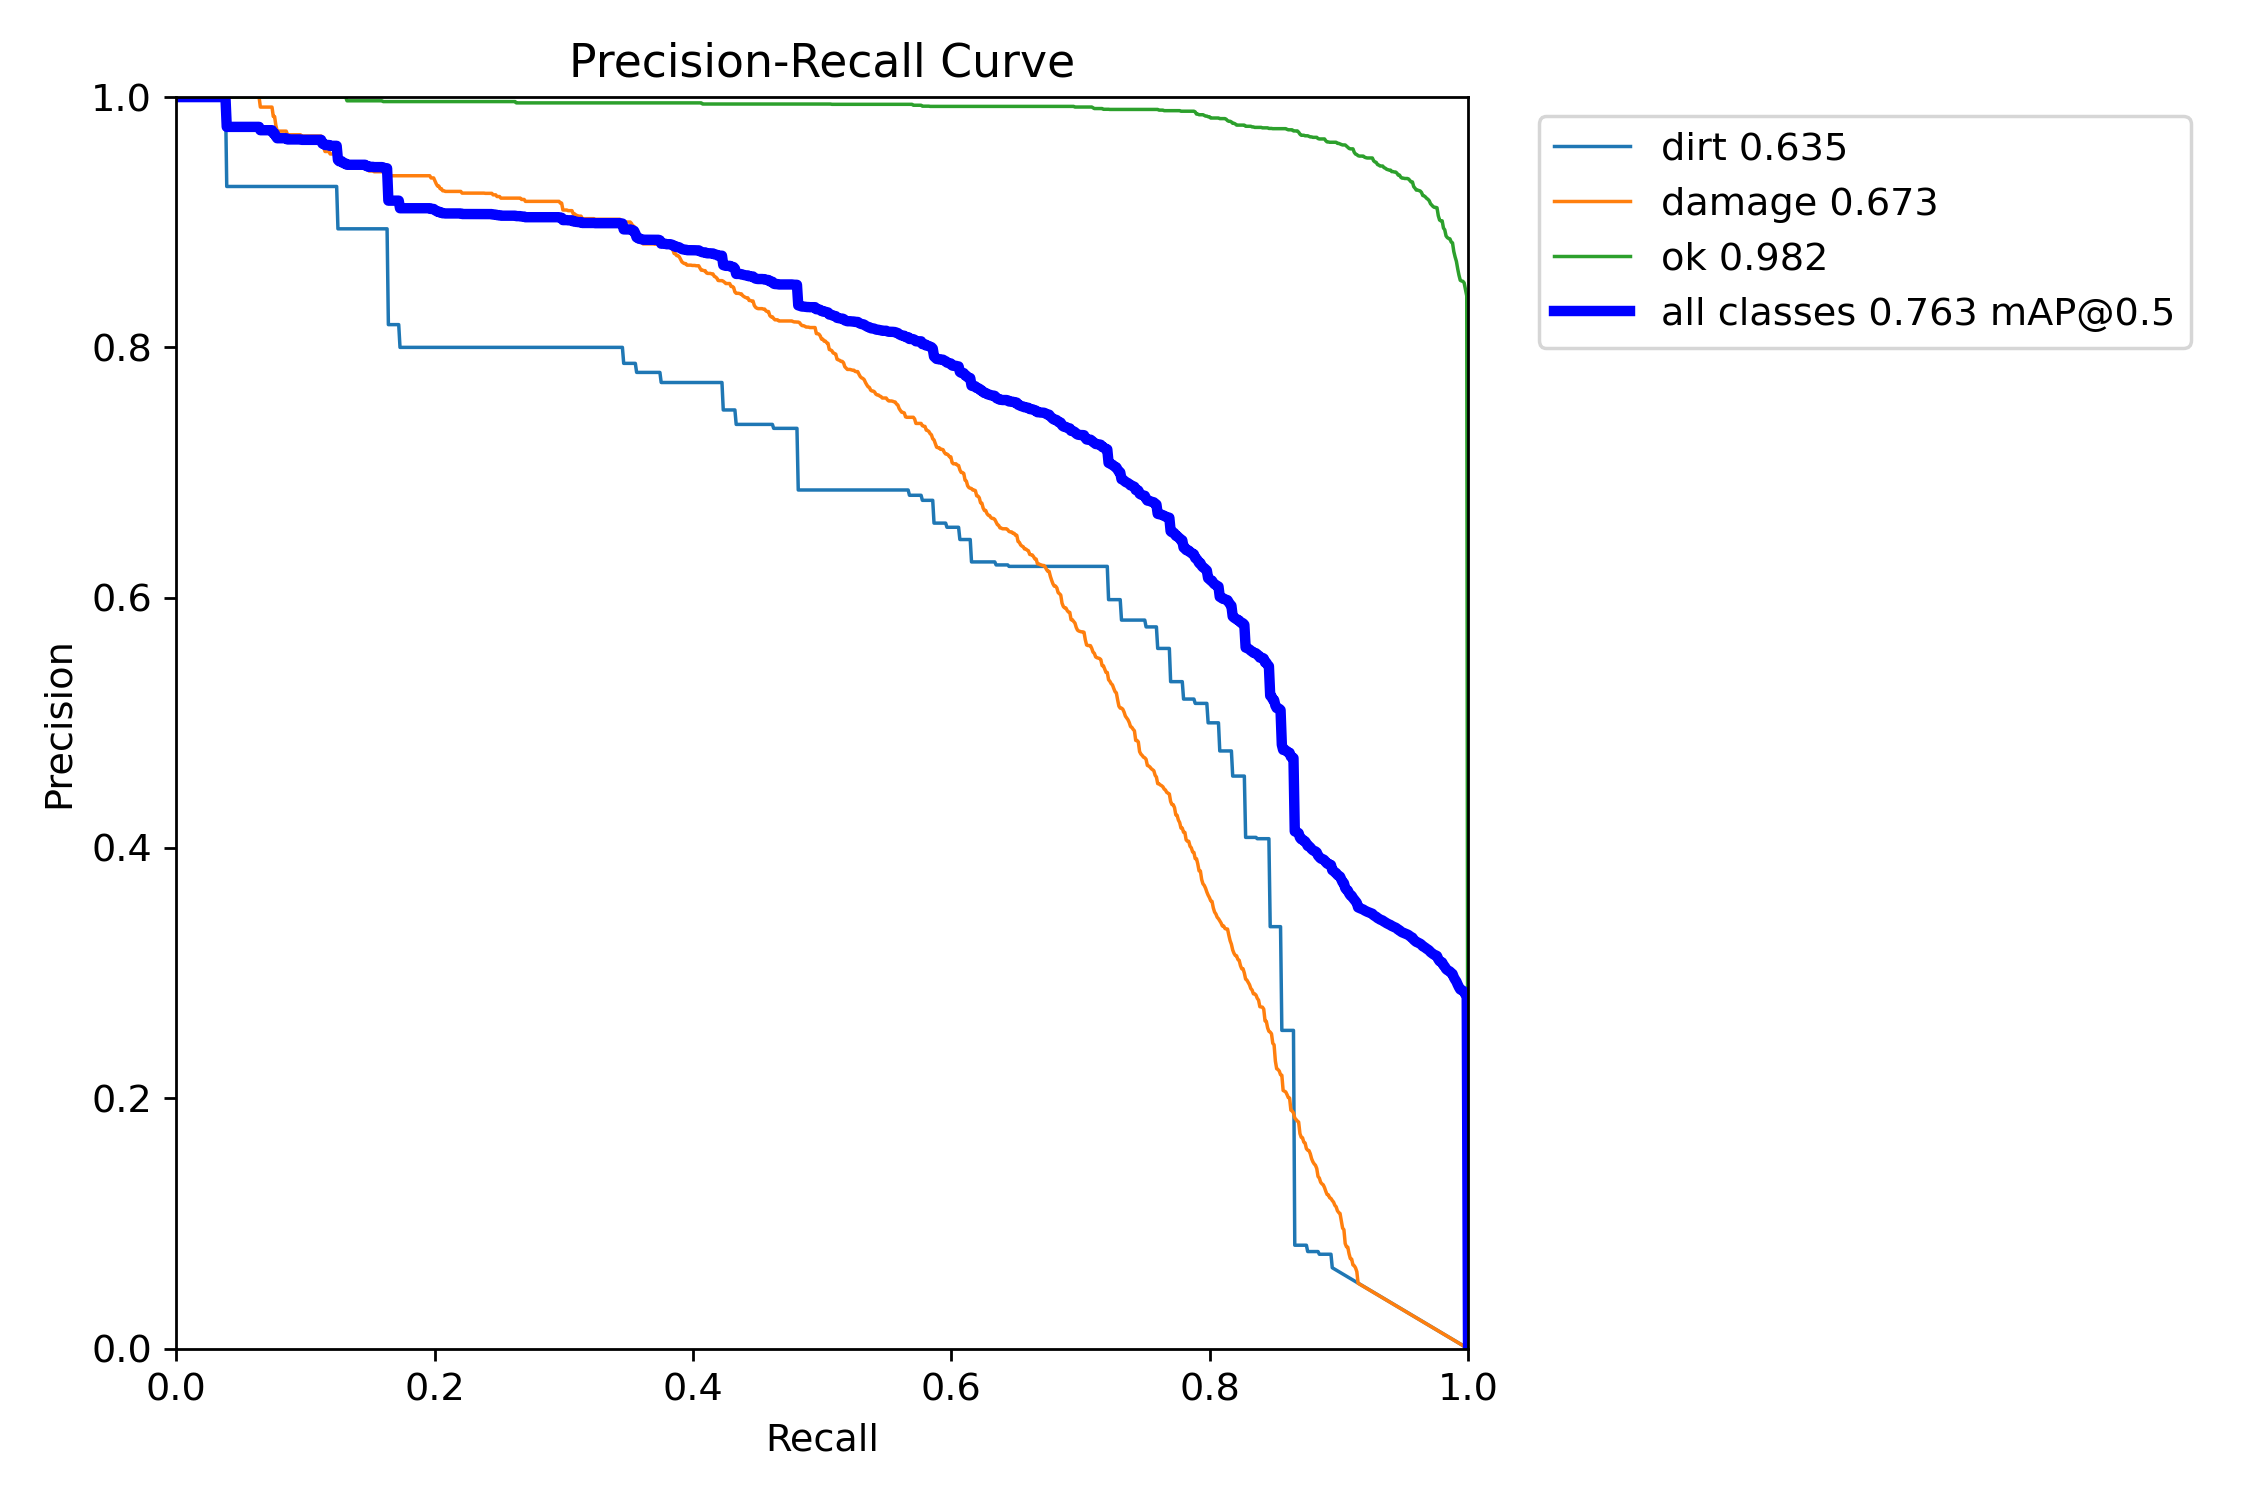 Precision-Recall Curve
1.0
0.8
0.6
0.4
0.2
0.0
Precision
0.0 0.2 0.4 0.6 0.8 1.0
Recall
dirt 0.635
damage 0.673
ok 0.982
all classes 0.763 mAP@0.5